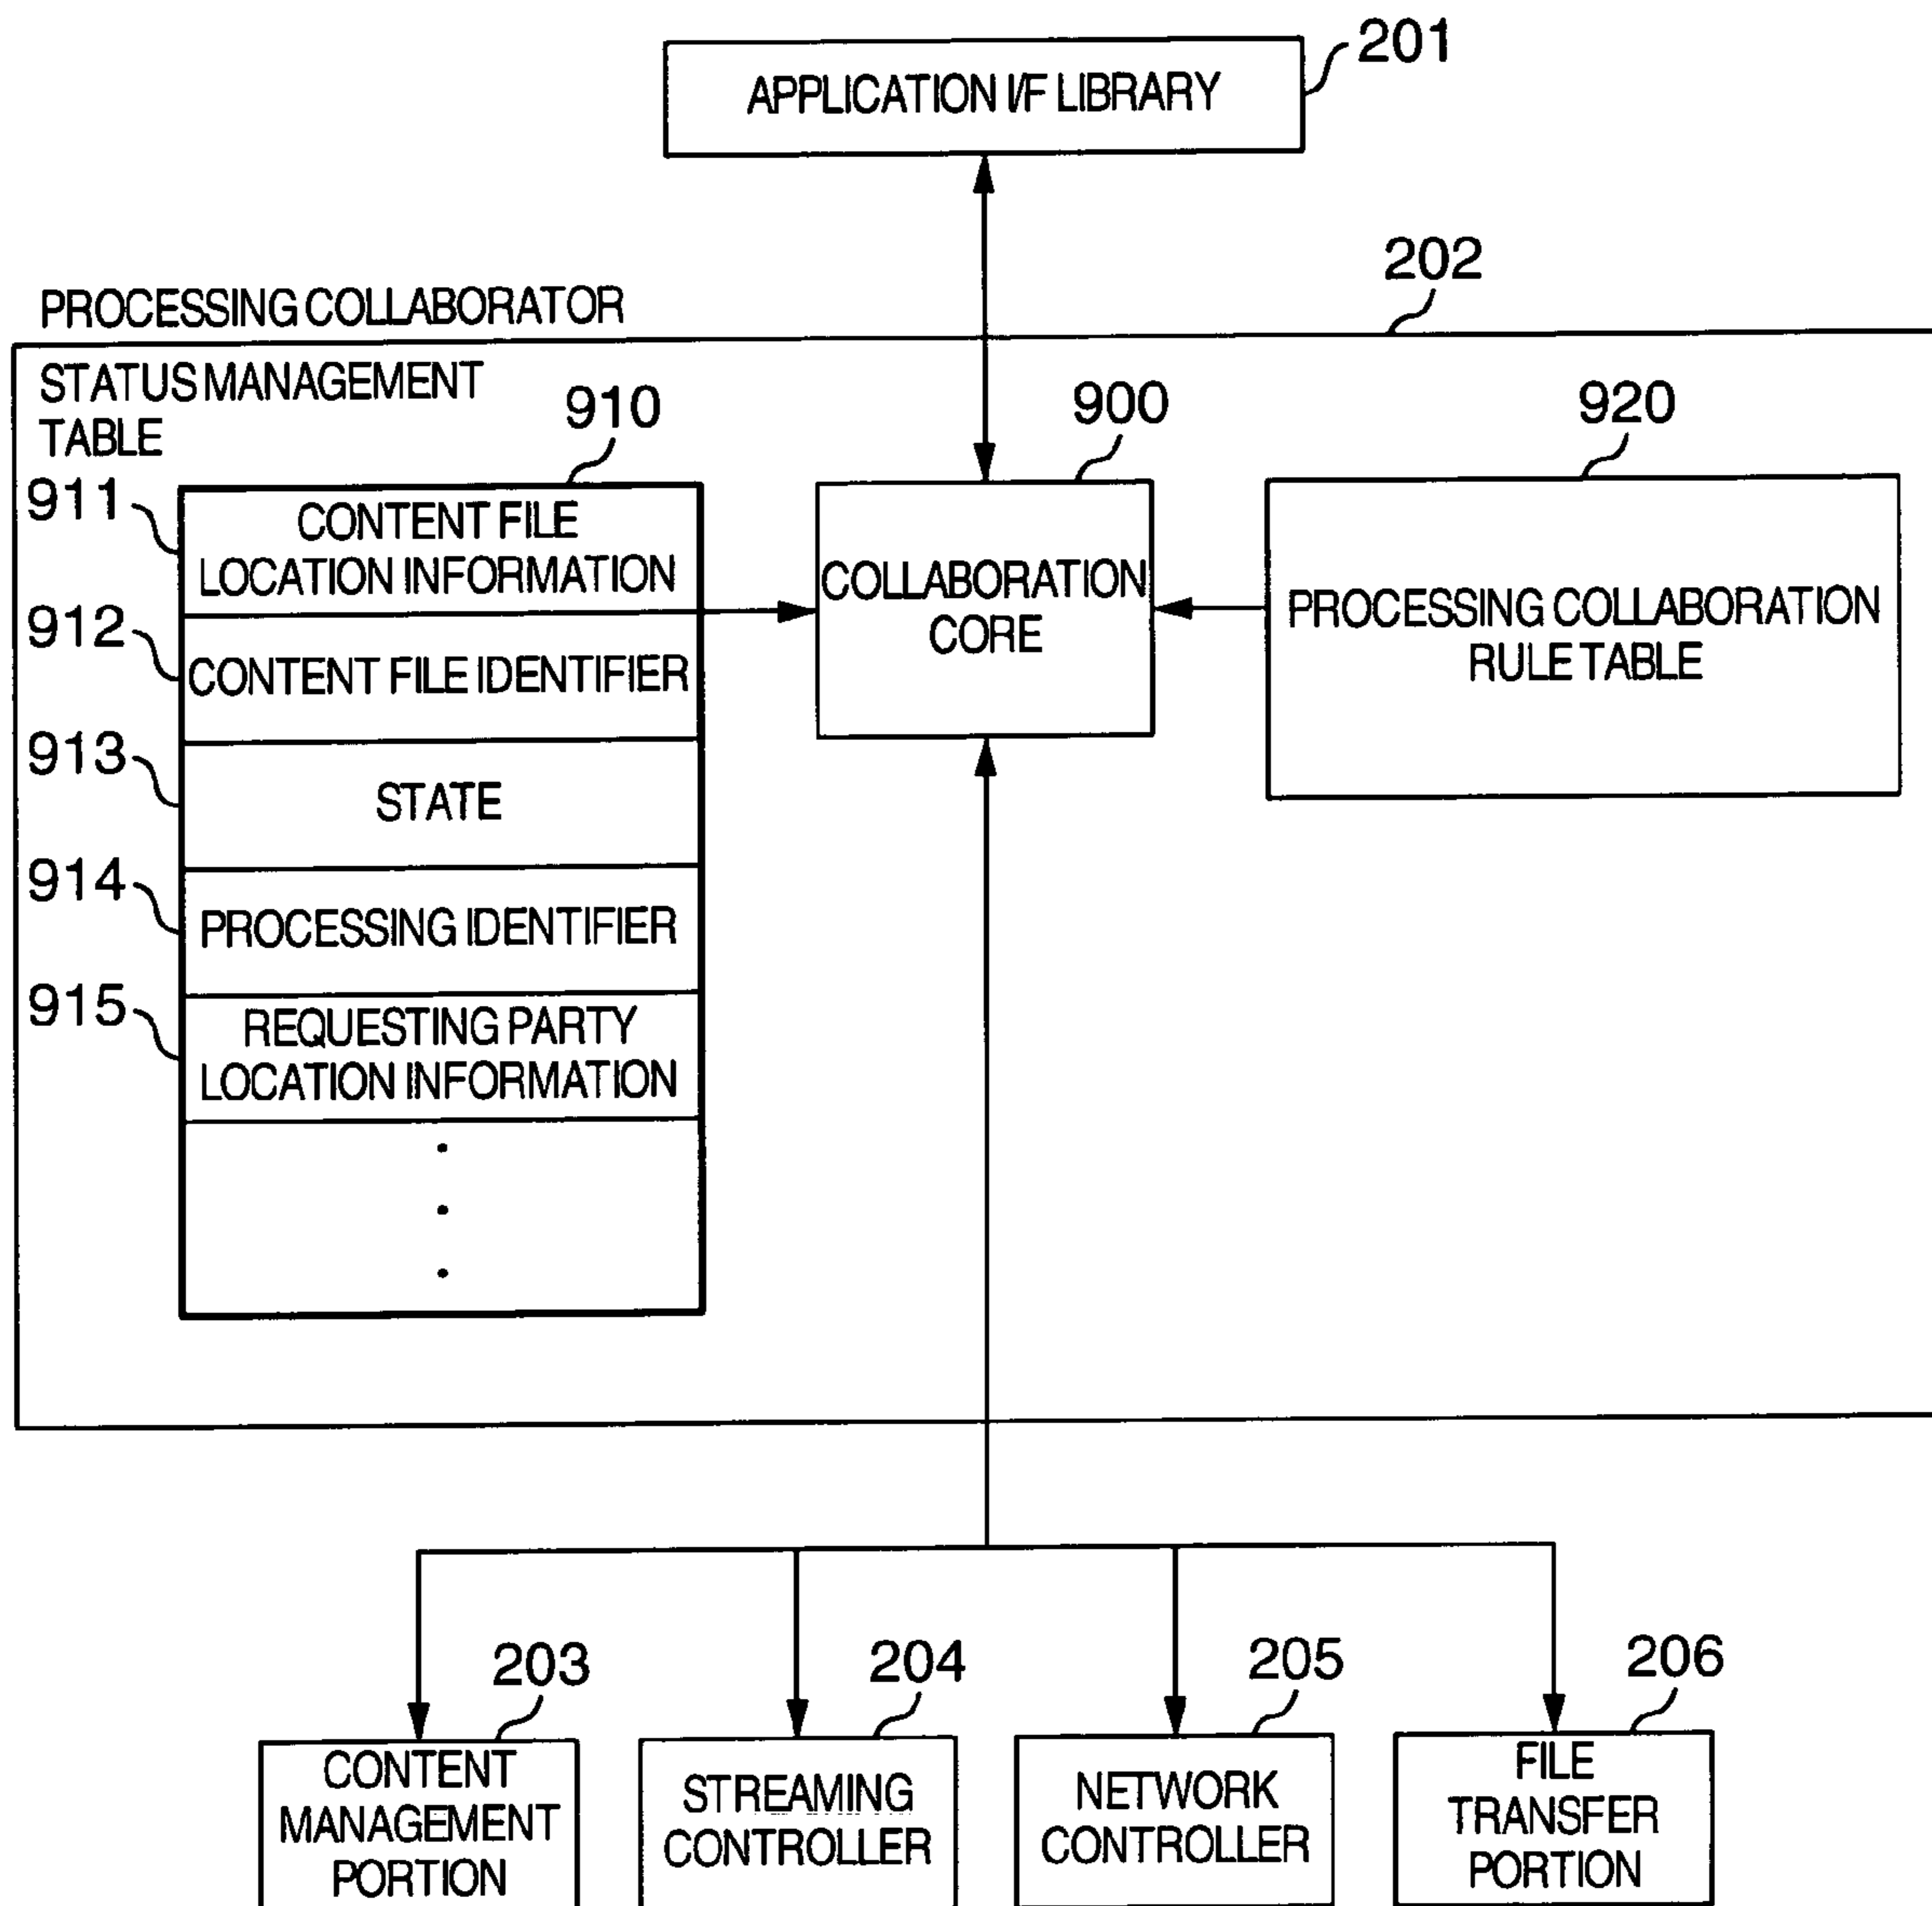 201
APPLICATION I/F LIBRARY
202
PROCESSING COLLABORATOR
STATUS MANAGEMENT
TABLE
910
900
920
911
CONTENT FILE
LOCATION INFORMATION
912
CONTENT FILE IDENTIFIER
913
STATE
914
PROCESSING IDENTIFIER
915
REQUESTING PARTY
LOCATION INFORMATION
COLLABORATION
CORE
PROCESSING COLLABORATION
RULE TABLE
203
204
205
206
CONTENT
MANAGEMENT
PORTION
STREAMING
CONTROLLER
NETWORK
CONTROLLER
FILE
TRANSFER
PORTION